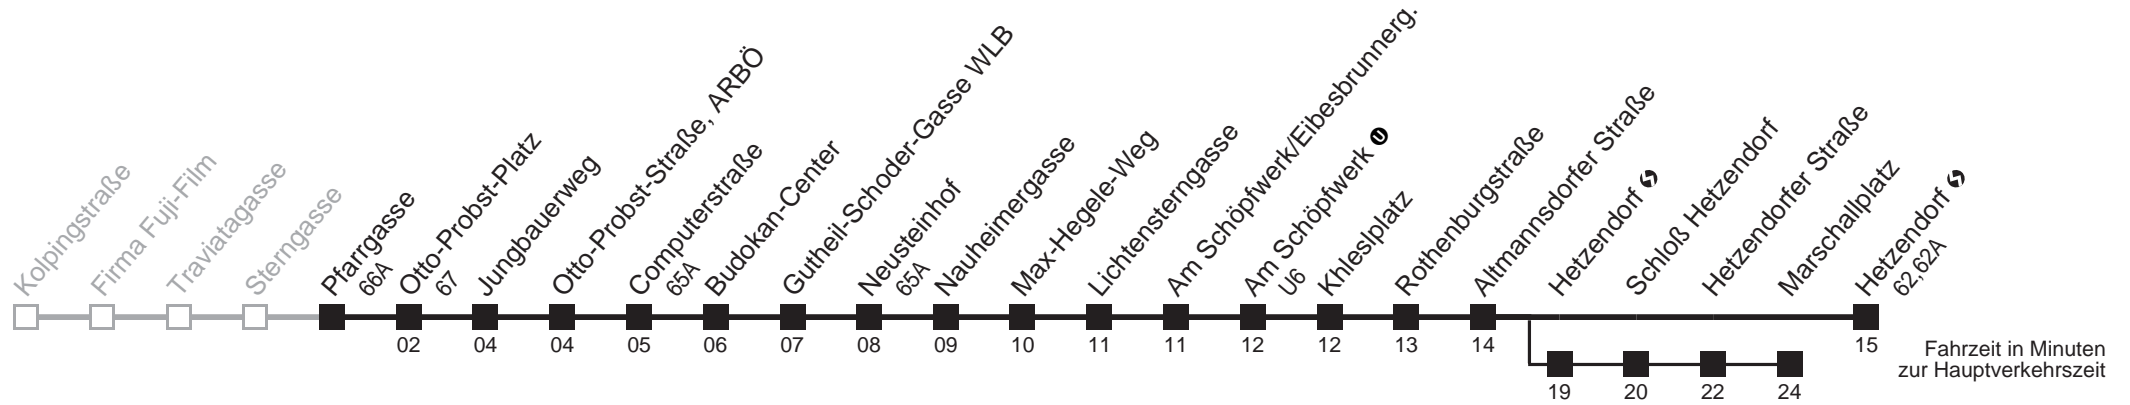 Kolpingstraße
Firma Fuji-Film
Traviatagasse
Sterngasse
Pfarrgasse
66A
Otto-Probst-Platz
67
Jungbauerweg
Otto-Probst-Straße, ARBÖ
Computerstraße
65A
Budokan-Center
Gutheil-Schoder-Gasse WLB
Neusteinhof
65A
Nauheimergasse
Max-Hegele-Weg
Lichtensterngasse
Am Schöpfwerk/Eibesbrunnerg.
Am Schöpfwerk U
U6
Khleslplatz
Rothenburgstraße
Altmannsdorfer Straße
Hetzendorf
Schloß Hetzendorf
Hetzendorfer Straße
Marschallplatz
Hetzendorf
62,62A
02 04 04 05 06 07 08 09 10 11 11 12 12 13 14 15
19 20 22 24
Fahrzeit in Minuten
zur Hauptverkehrszeit